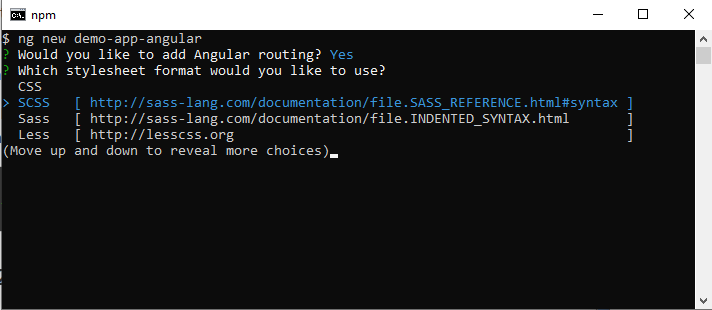 npm
$ ng new demo-app-angular
? Would you like to add Angular routing? Yes
? Which stylesheet format would you like to use?
CSS
> SCSS [ http://sass-lang.com/documentation/file.SASS_REFERENCE.html#syntax ]
Sass [ http://sass-lang.com/documentation/file.INDENTED_SYNTAX.html ]
Less [ http://lesscss.org ]
(Move up and down to reveal more choices)